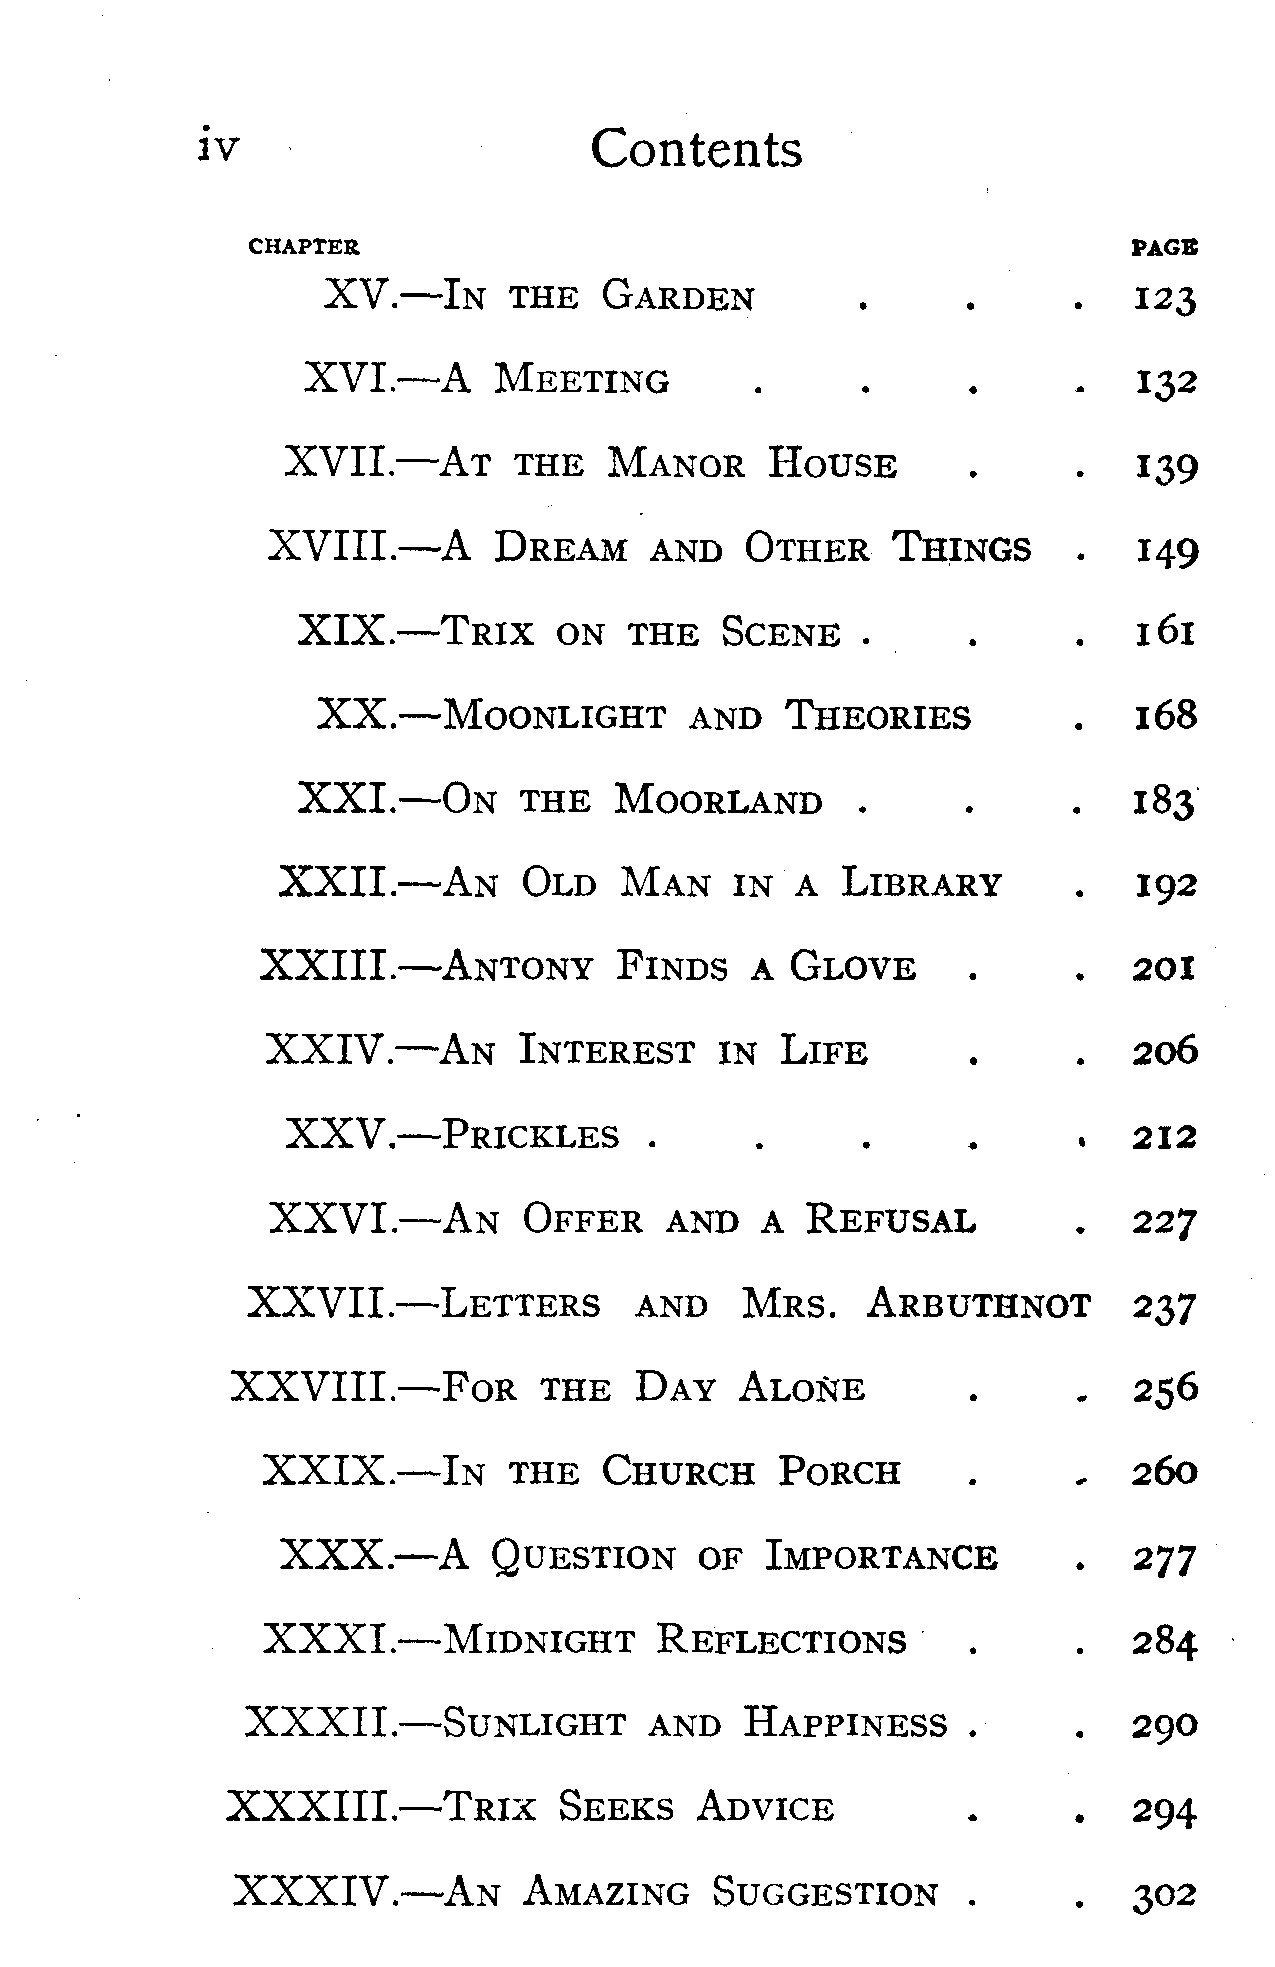 iv Contents
CHAPTER PAGE
XV.—In the Garden . . . 123
XVI.—A Meeting . . . . 132
XVII.—At the Manor House . . 139
XVIII.—A Dream and Other Things . 149
XIX.—Trix on the Scene . . . 161
XX.—Moonlight and Theories . 168
XXI.—On the Moorland . . . 183
XXII.—An Old Man in a Library . 192
XXIII.—Antony Finds a Glove . . 201
XXIV.—An Interest in Life . . 206
XXV.—Prickles . . . . . 212
XXVI.—An Offer and a Refusal . 227
XXVII.—Letters and Mrs. Arbuthnot 237
XXVIII.—For the Day Alone . . 256
XXIX.—In the Church Porch . . 260
XXX.—A Question of Importance . 277
XXXI.—Midnight Reflections . . 284
XXXII.—Sunlight and Happiness . . 290
XXXIII.—Trix Seeks Advice . . 294
XXXIV.—An Amazing Suggestion . . 302